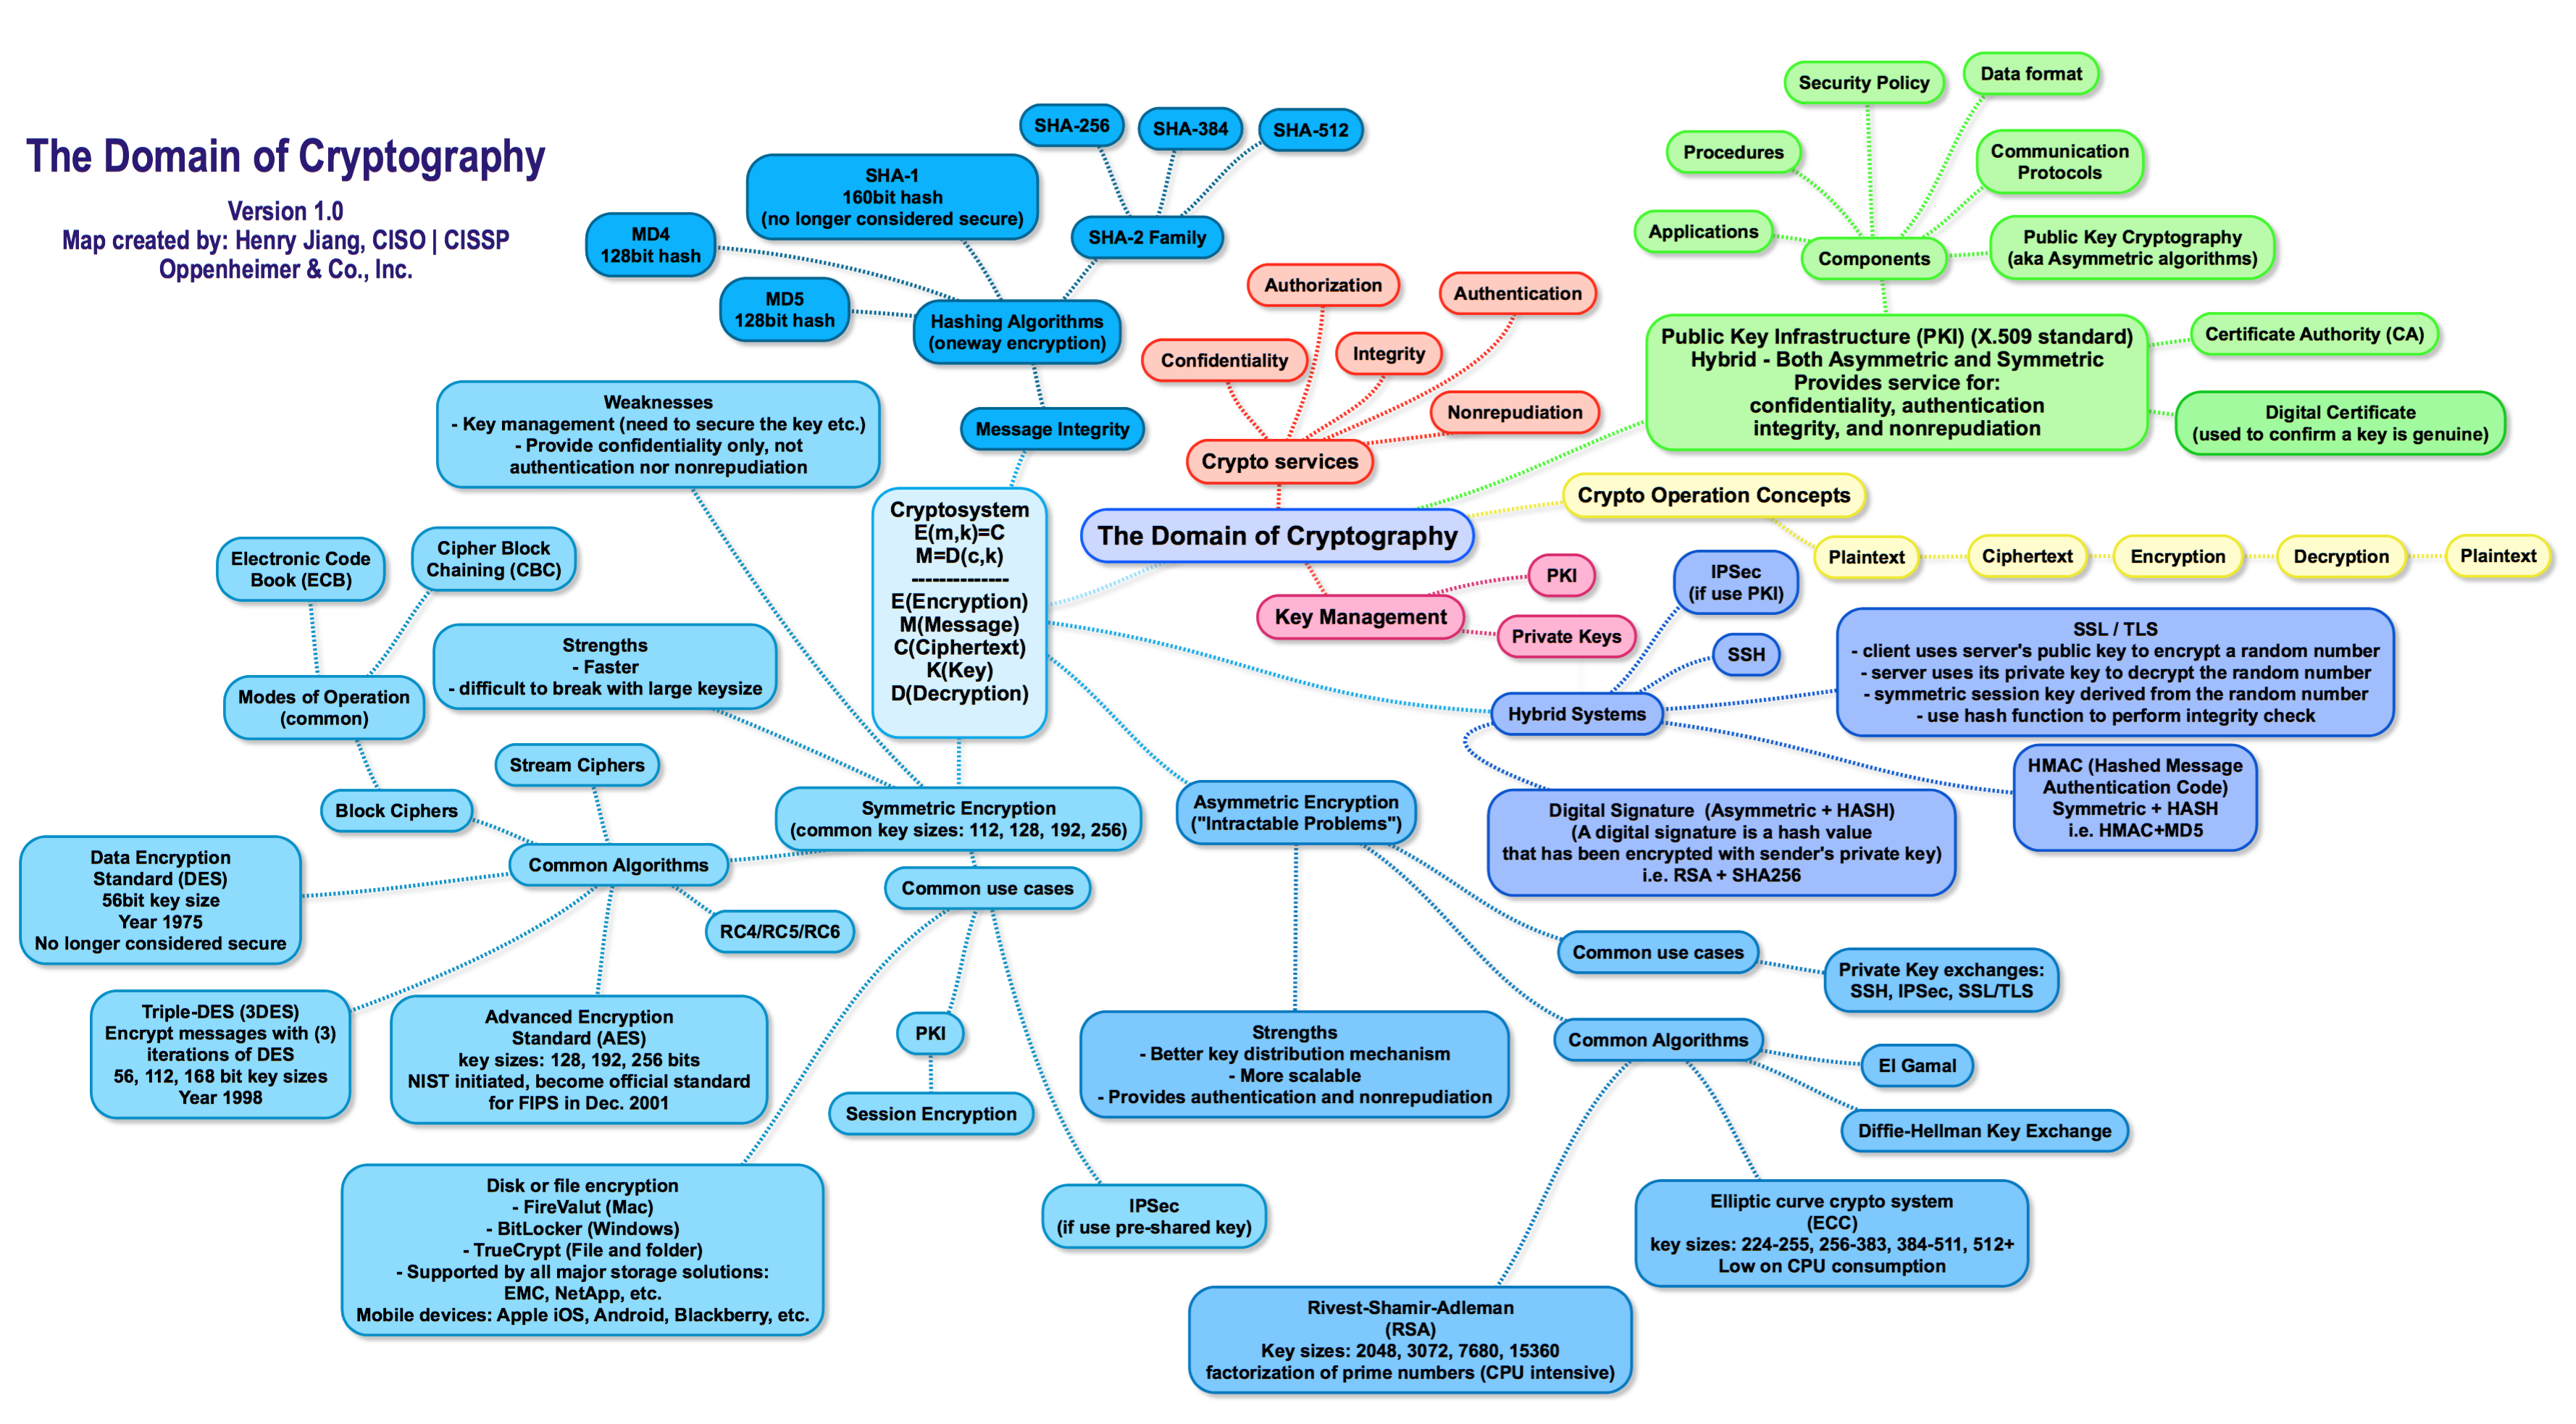 The Domain of Cryptography
Version 1.0
Map created by: Henry Jiang, CISO | CISSP
Oppenheimer & Co., Inc.
SHA-256
SHA-384
SHA-512
SHA-1
160bit hash
(no longer considered secure)
SHA-2 Family
MD4
128bit hash
MD5
128bit hash
Hashing Algorithms
(oneway encryption)
Message Integrity
Authorization
Authentication
Confidentiality
Integrity
Nonrepudiation
Crypto services
Security Policy
Data format
Procedures
Communication
Protocols
Applications
Components
Public Key Cryptography
(aka Asymmetric algorithms)
Public Key Infrastructure (PKI) (X.509 standard)
Hybrid - Both Asymmetric and Symmetric
Provides service for:
confidentiality, authentication
integrity, and nonrepudiation
Certificate Authority (CA)
Digital Certificate
(used to confirm a key is genuine)
The Domain of Cryptography
Crypto Operation Concepts
Plaintext
Ciphertext
Encryption
Decryption
Plaintext
Key Management
PKI
Private Keys
Cryptosystem
E(m,k)=C
M=D(c,k)
--------------
E(Encryption)
M(Message)
C(Ciphertext)
K(Key)
D(Decryption)
Weaknesses
- Key management (need to secure the key etc.)
- Provide confidentiality only, not
authentication nor nonrepudiation
Electronic Code
Book (ECB)
Cipher Block
Chaining (CBC)
Strengths
- Faster
- difficult to break with large keysize
Modes of Operation
(common)
Stream Ciphers
Block Ciphers
Symmetric Encryption
(common key sizes: 112, 128, 192, 256)
Common Algorithms
Data Encryption
Standard (DES)
56bit key size
Year 1975
No longer considered secure
RC4/RC5/RC6
Triple-DES (3DES)
Encrypt messages with (3)
iterations of DES
56, 112, 168 bit key sizes
Year 1998
Advanced Encryption
Standard (AES)
key sizes: 128, 192, 256 bits
NIST initiated, become official standard
for FIPS in Dec. 2001
Common use cases
PKI
Session Encryption
Disk or file encryption
- FireValut (Mac)
- BitLocker (Windows)
- TrueCrypt (File and folder)
- Supported by all major storage solutions:
EMC, NetApp, etc.
Mobile devices: Apple iOS, Android, Blackberry, etc.
IPSec
(if use pre-shared key)
IPSec
(if use PKI)
SSH
Hybrid Systems
SSL / TLS
- client uses server's public key to encrypt a random number
- server uses its private key to decrypt the random number
- symmetric session key derived from the random number
- use hash function to perform integrity check
HMAC (Hashed Message
Authentication Code)
Symmetric + HASH
i.e. HMAC+MD5
Digital Signature (Asymmetric + HASH)
(A digital signature is a hash value
that has been encrypted with sender's private key)
i.e. RSA + SHA256
Asymmetric Encryption
("Intractable Problems")
Common use cases
Private Key exchanges:
SSH, IPSec, SSL/TLS
Strengths
- Better key distribution mechanism
- More scalable
- Provides authentication and nonrepudiation
Common Algorithms
El Gamal
Diffie-Hellman Key Exchange
Elliptic curve crypto system
(ECC)
key sizes: 224-255, 256-383, 384-511, 512+
Low on CPU consumption
Rivest-Shamir-Adleman
(RSA)
Key sizes: 2048, 3072, 7680, 15360
factorization of prime numbers (CPU intensive)